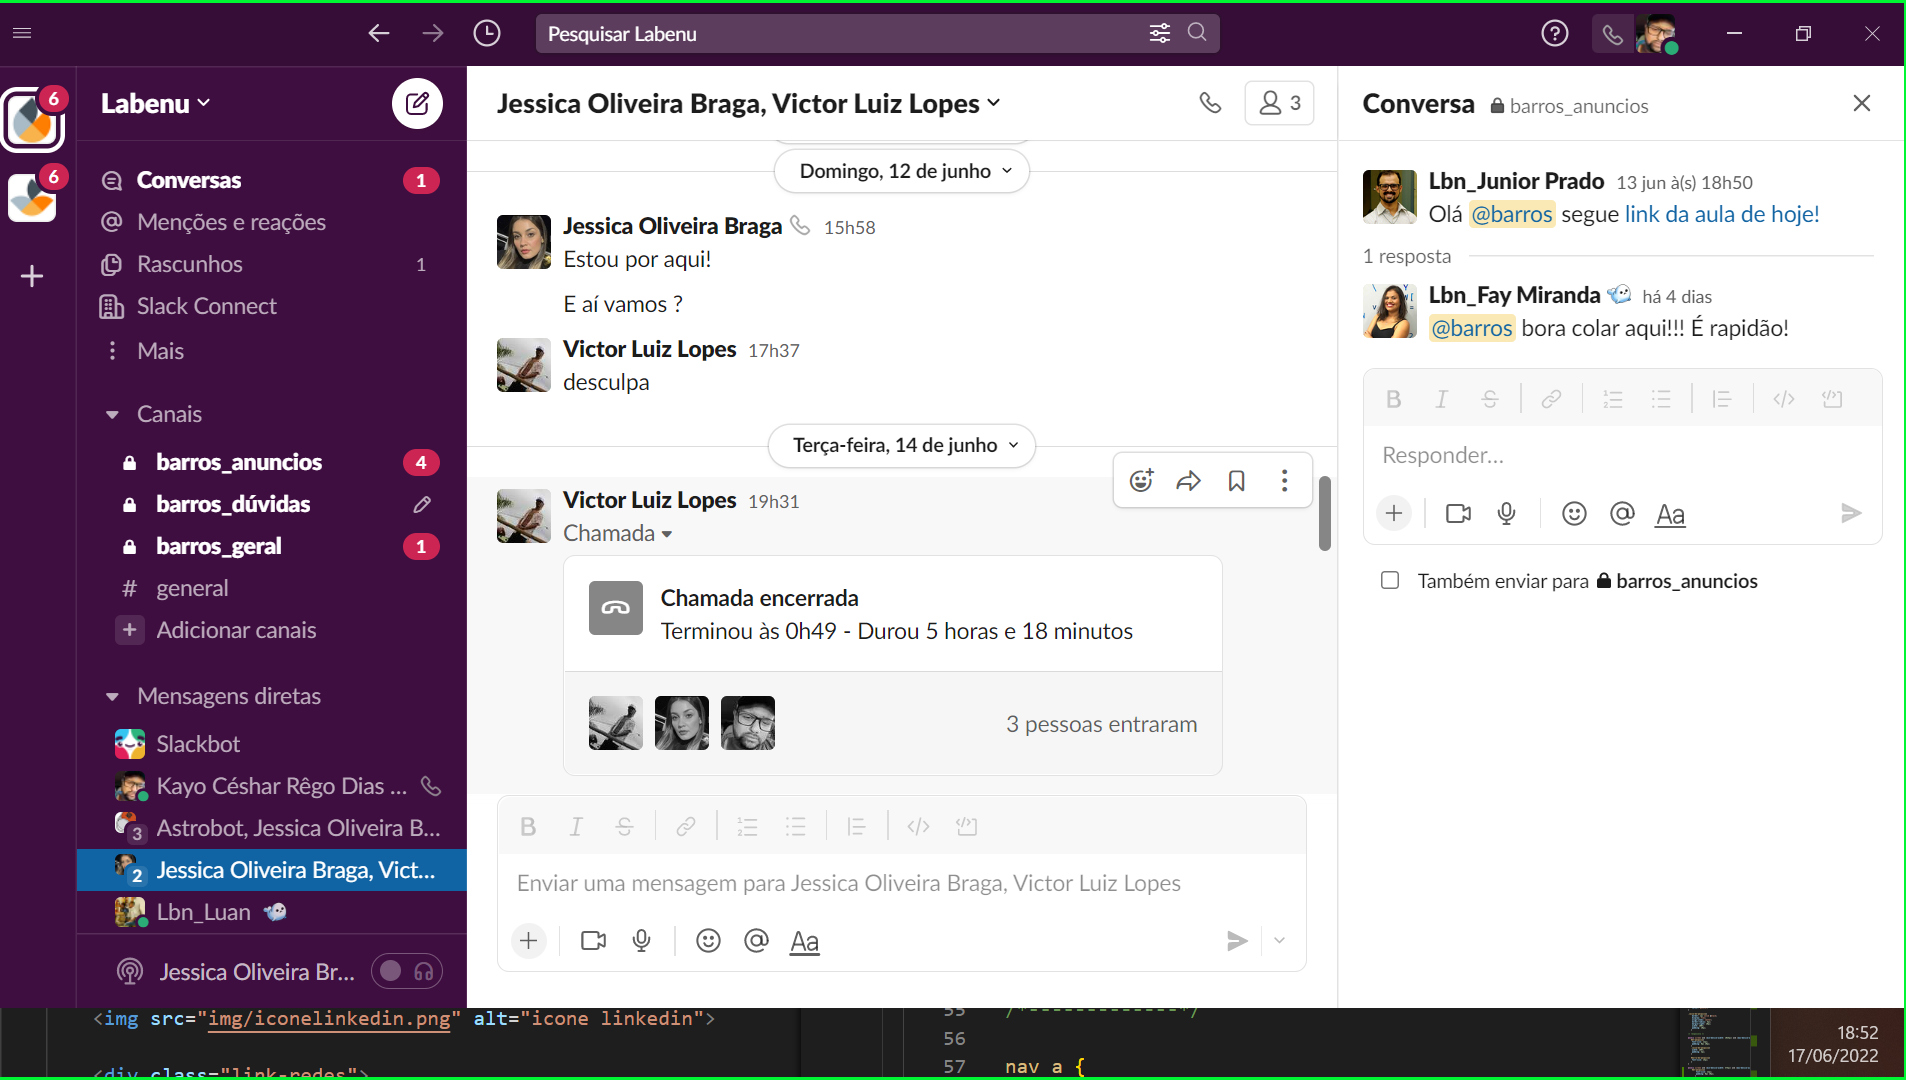 Pesquisar Labenu
6
6
Labenu
Conversas 1
Menções e reações
Rascunhos 1
Slack Connect
Mais
Canais
barros_anuncios 4
barros_dúvidas
barros_geral 1
# general
+ Adicionar canais
Mensagens diretas
Slackbot
Kayo Céshar Rêgo Dias ...
3 Astrobot, Jessica Oliveira B...
2 Jessica Oliveira Braga, Vict...
Lbn_Luan
Jessica Oliveira Br...
Jessica Oliveira Braga, Victor Luiz Lopes
3
Domingo, 12 de junho
Jessica Oliveira Braga 15h58
Estou por aqui!
E aí vamos ?
Victor Luiz Lopes 17h37
desculpa
Terça-feira, 14 de junho
Victor Luiz Lopes 19h31
Chamada
Chamada encerrada
Terminou às 0h49 - Durou 5 horas e 18 minutos
3 pessoas entraram
B I S
Enviar uma mensagem para Jessica Oliveira Braga, Victor Luiz Lopes
+ @ Aa
Conversa barros_anuncios
Lbn_Junior Prado 13 jun à(s) 18h50
Olá @barros segue link da aula de hoje!
1 resposta
Lbn_Fay Miranda há 4 dias
@barros bora colar aqui!!! É rapidão!
B I S
Responder...
+ @ Aa
Também enviar para barros_anuncios
<img src="img/iconelinkedin.png" alt="icone linkedin">
<div class="link-redes">
55 /*-------------*/
56
57 nav a {
18:52
17/06/2022